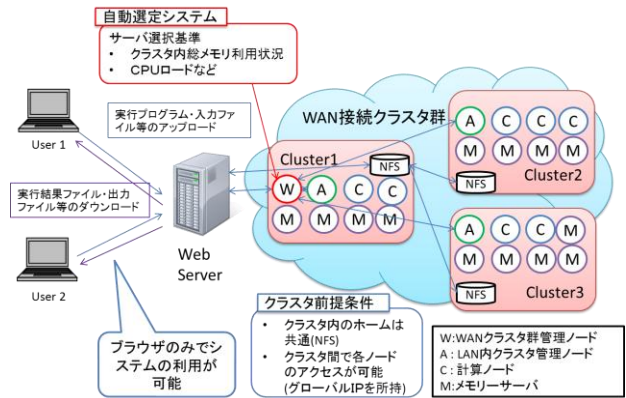 自動選定システム
サーバ選択基準
• クラスタ内総メモリ利用状況
• CPUロードなど
実行プログラム・入力ファ
イル等のアップロード
User 1
実行結果ファイル・出力
ファイル等のダウンロード
User 2
Web
Server
WAN接続クラスタ群
Cluster1
NFS
W A C C
M M M M
A C C C
M M M M
NFS
Cluster2
A C C M
M M M M
NFS
Cluster3
ブラウザのみでシ
ステムの利用が
可能
クラスタ前提条件
• クラスタ内のホームは
共通(NFS)
• クラスタ間で各ノード
のアクセスが可能
(グローバルIPを所持)
W:WANクラスタ群管理ノード
A : LAN内クラスタ管理ノード
C : 計算ノード
M:メモリーサーバ